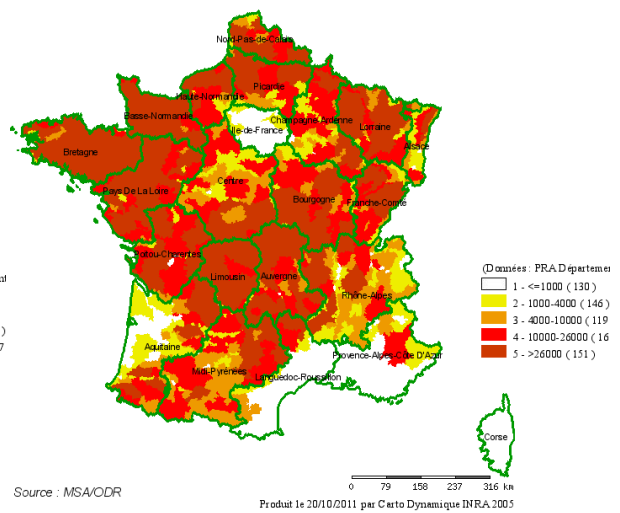 Nord-Pas-de-Calais
Picardie
Haute-Normandie
Basse-Normandie
Champagne-Ardenne
Ile-de-France
Lorraine
Alsace
Bretagne
Pays De La Loire
Centre
Bourgogne
Franche-Comté
Poitou-Charentes
Limousin
Auvergne
Rhône-Alpes
Aquitaine
Midi-Pyrénées
Languedoc-Roussillon
Provence-Alpes-Côte D'Azur
Corse
nt
)
7
(Données : PRA Départemen
1 - <=1000 ( 130 )
2 - 1000-4000 ( 146 )
3 - 4000-10000 ( 119
4 - 10000-26000 ( 16
5 - >26000 ( 151 )
0 79 158 237 316 km
Source : MSA/ODR
Produit le 20/10/2011 par Carto Dynamique INRA 2005